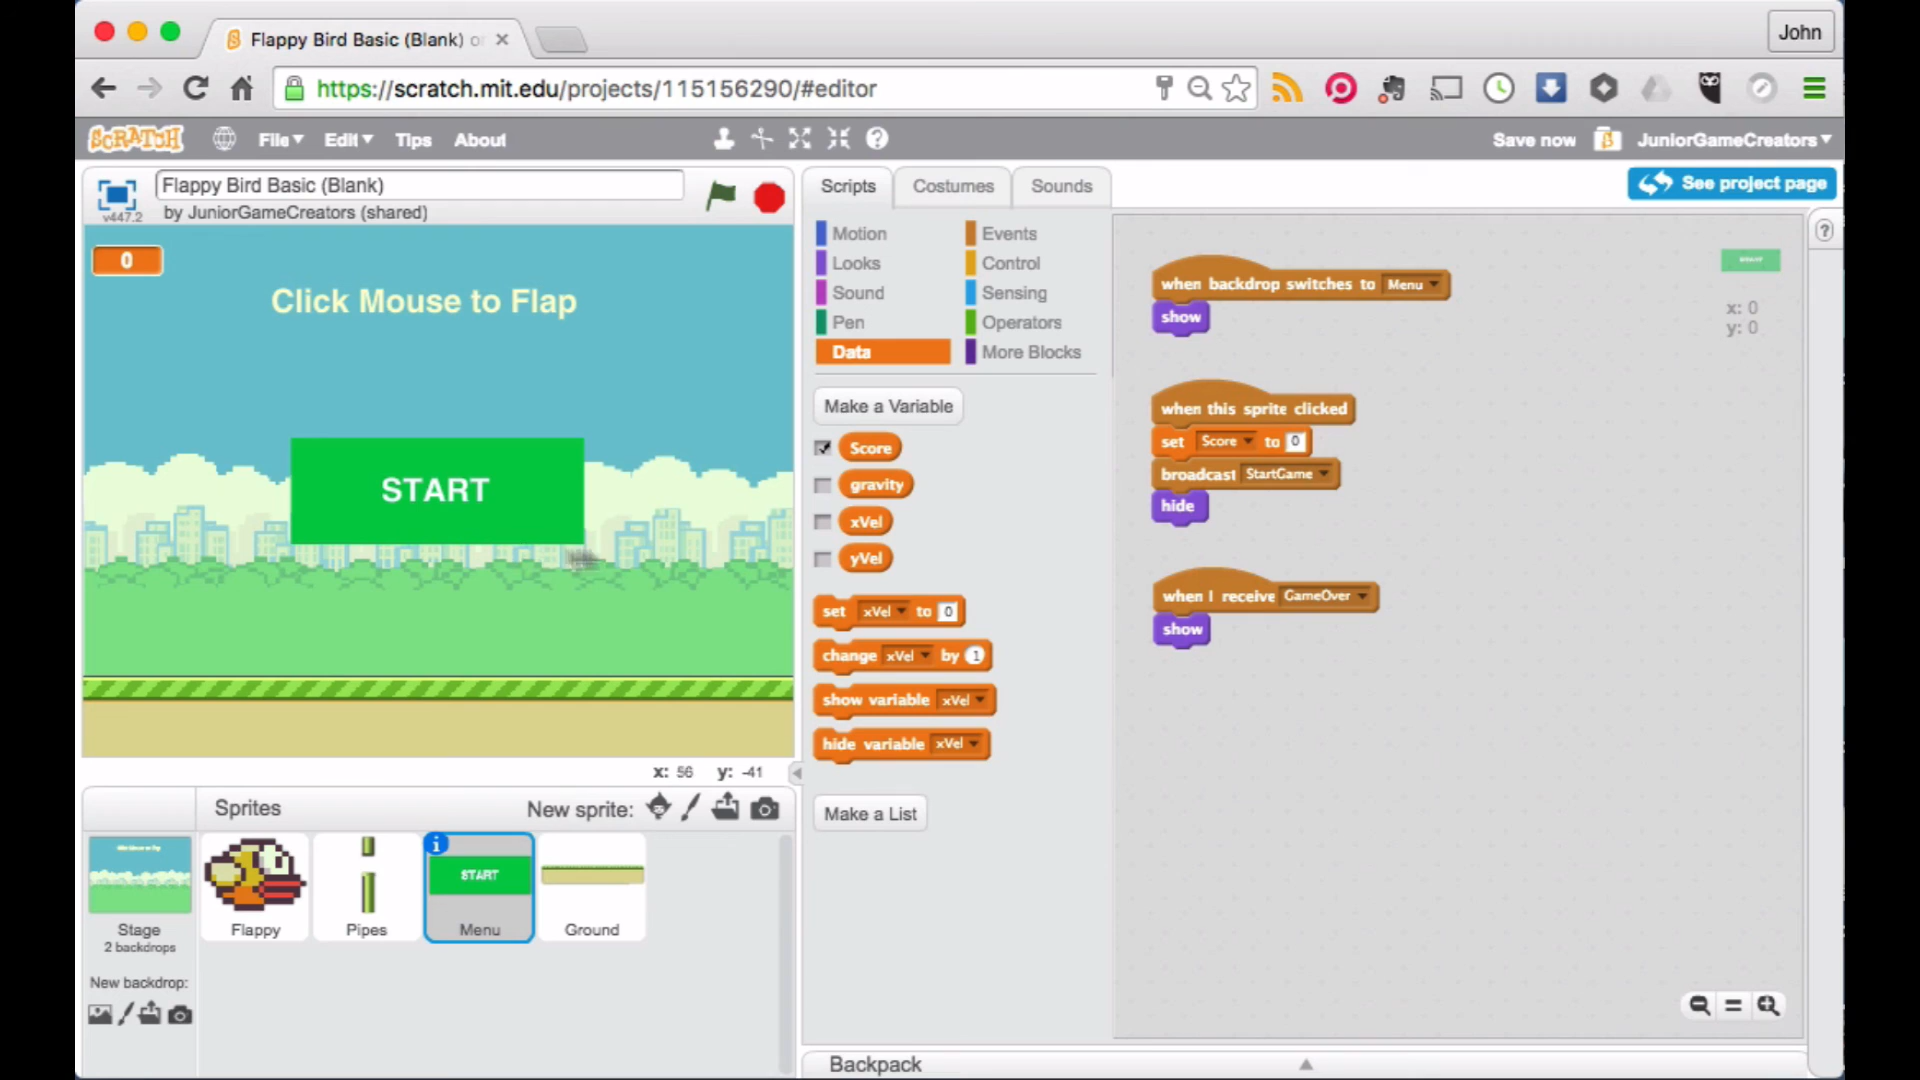 Flappy Bird Basic (Blank) o
John
https://scratch.mit.edu/projects/115156290/#editor
SCRATCH
File
Edit
Tips
About
Save now
JuniorGameCreators
v447.2
Flappy Bird Basic (Blank)
by JuniorGameCreators (shared)
Scripts
Costumes
Sounds
See project page
0
Click Mouse to Flap
START
Motion
Looks
Sound
Pen
Data
Events
Control
Sensing
Operators
More Blocks
Make a Variable
Score
gravity
xVel
yVel
set xVel to 0
change xVel by 1
show variable xVel
hide variable xVel
Make a List
when backdrop switches to Menu
show
when this sprite clicked
set Score to 0
broadcast StartGame
hide
when I receive GameOver
show
x: 0
y: 0
x: 56 y: -41
Sprites
New sprite:
START
Stage
2 backdrops
Flappy
Pipes
Menu
Ground
New backdrop:
Backpack